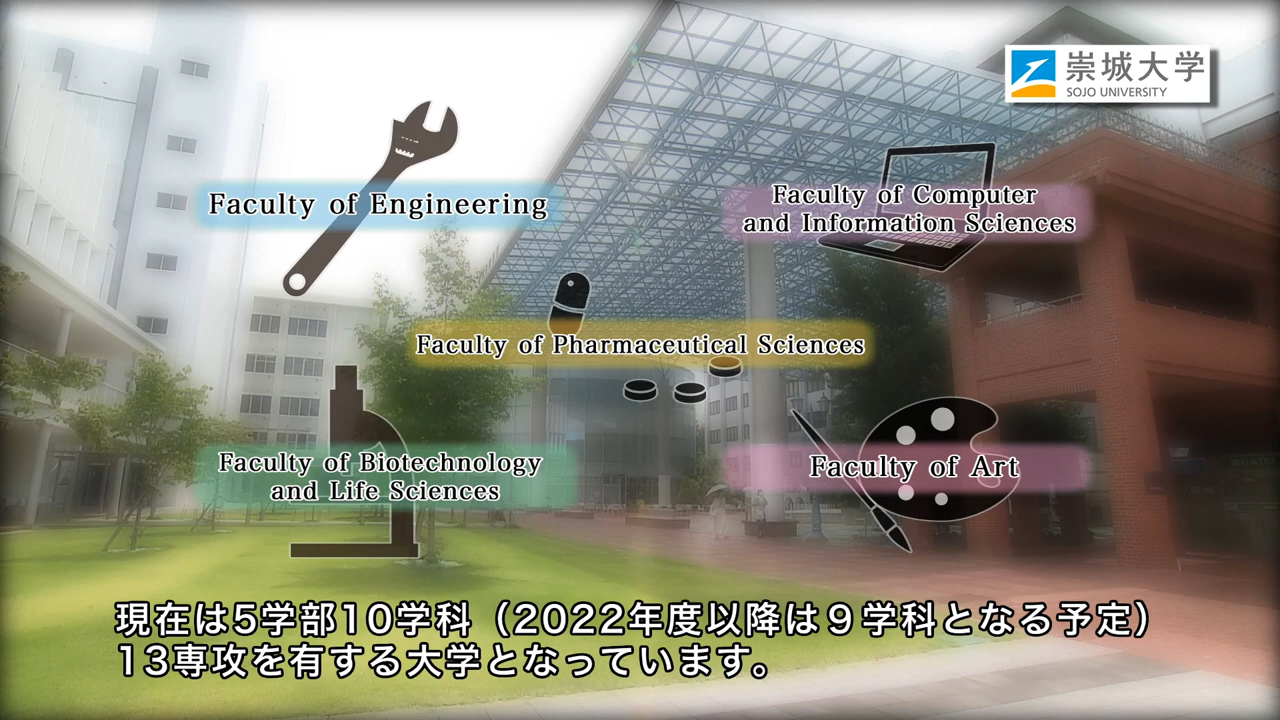 崇城大学
SOJO UNIVERSITY
Faculty of Engineering
Faculty of Computer
and Information Sciences
Faculty of Pharmaceutical Sciences
Faculty of Biotechnology
and Life Sciences
Faculty of Art
現在は5学部10学科（2022年度以降は９学科となる予定）
13専攻を有する大学となっています。